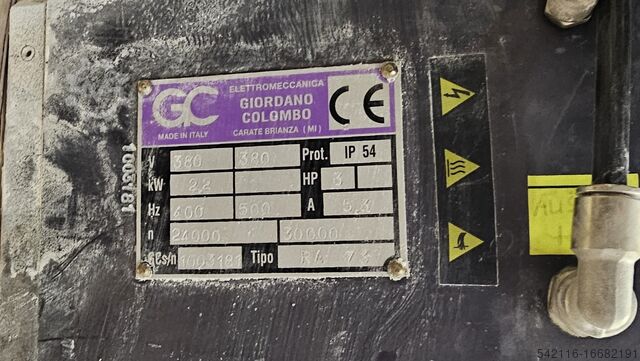 GC
MADE IN ITALY
ELETTROMECCANICA
GIORDANO
COLOMBO
CARATE BRIANZA (MI)
CE
V 380 380 Prot. IP 54
kW 2,2 HP 3
Hz 400 500 A
n 24000 30000
1003181 Tipo
1003181
542116-16682191